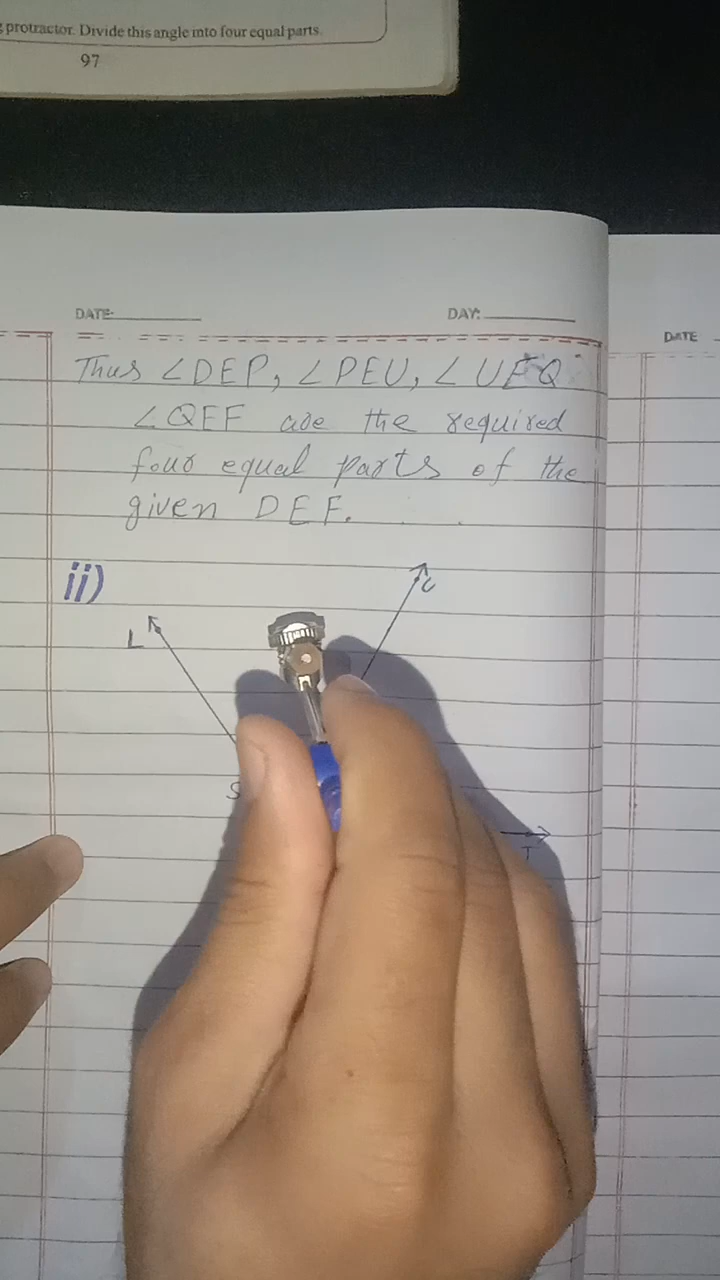 protractor. Divide this angle into four equal parts.
97
DATE: DAY:
DATE
Thus ∠DEP, ∠PEU, ∠UEQ
∠QEF are the required
four equal parts of the
given DEF.
ii)
L
S
T